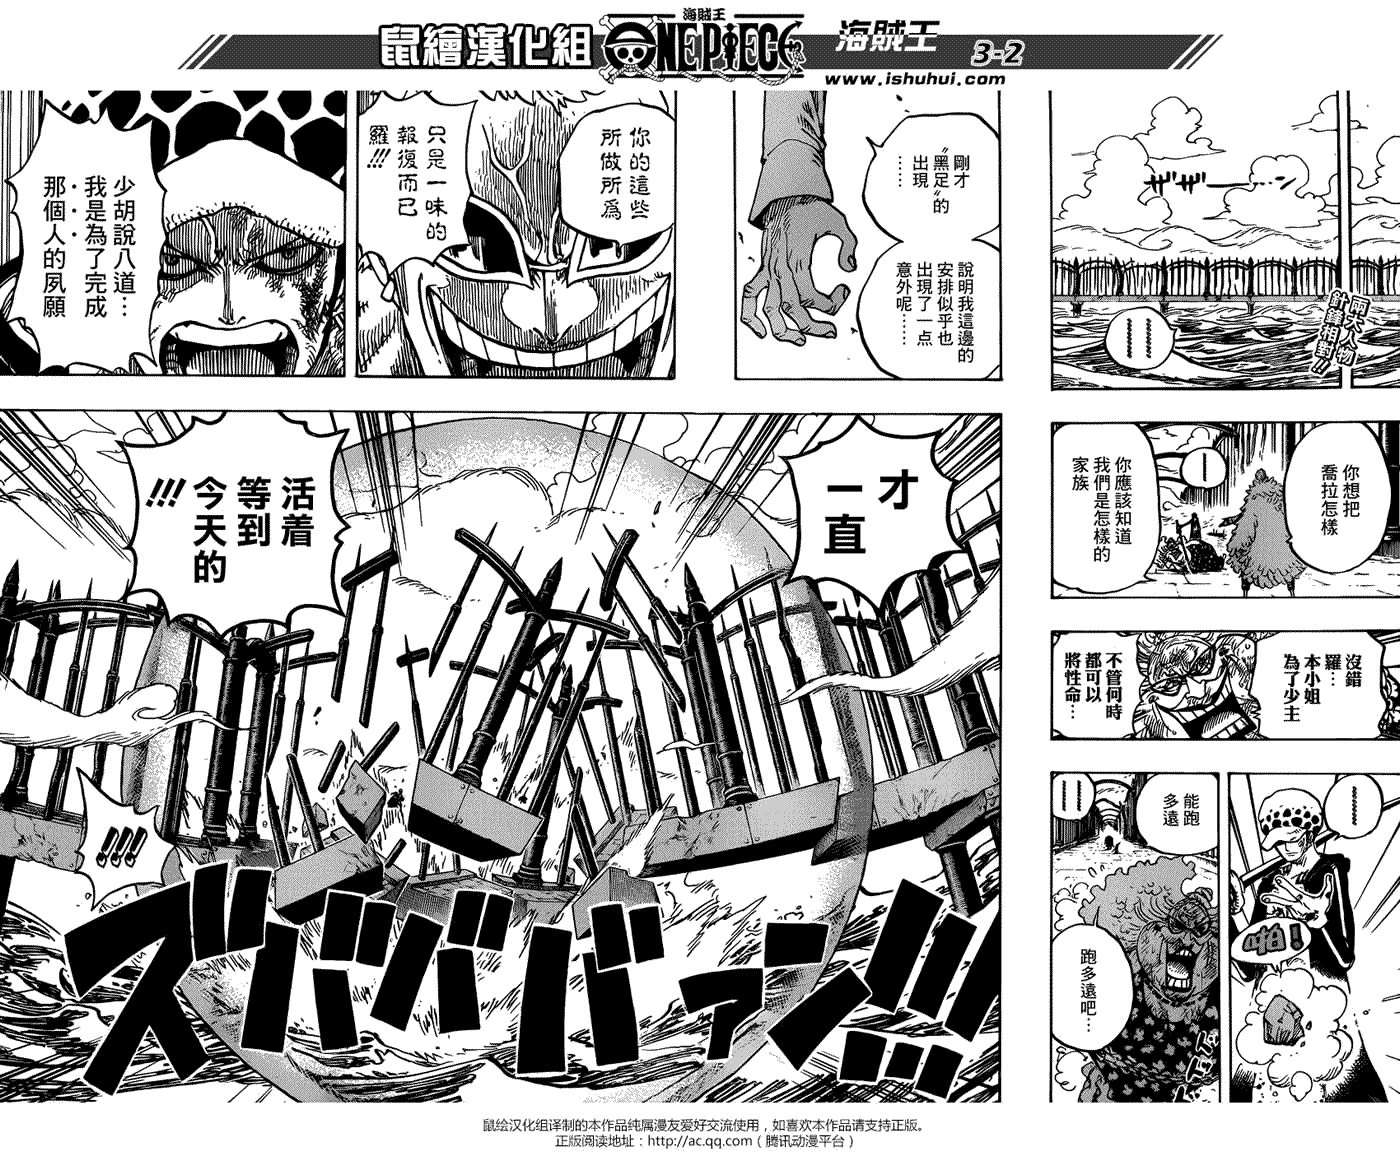 鼠繪漢化組
海賊王
ONE PIECE
海賊王
3-2
www.ishuhui.com
ザザーーン
兩大人物
針鋒相對!!
你想把
喬拉怎樣
你應該知道
我們是怎樣的
家族
沒錯
羅…
本小姐
為了少主
不管何時
都可以
將性命…
啪!
能跑
多遠
跑多遠吧…
剛才
“黑足”的
出現
……
說明我這邊的
安排似乎也
出現了一点
意外呢……
你的這些
所做所爲
只是一味的
報復而已
羅!!!
少胡說八道…
我是為了完成
那個人的夙願
才
一直
活着
等到
今天的
!!!
!!!
ズババババァン!!!
鼠绘汉化组译制的本作品纯属漫友爱好交流使用，如喜欢本作品请支持正版。
正版阅读地址：http://ac.qq.com（腾讯动漫平台）